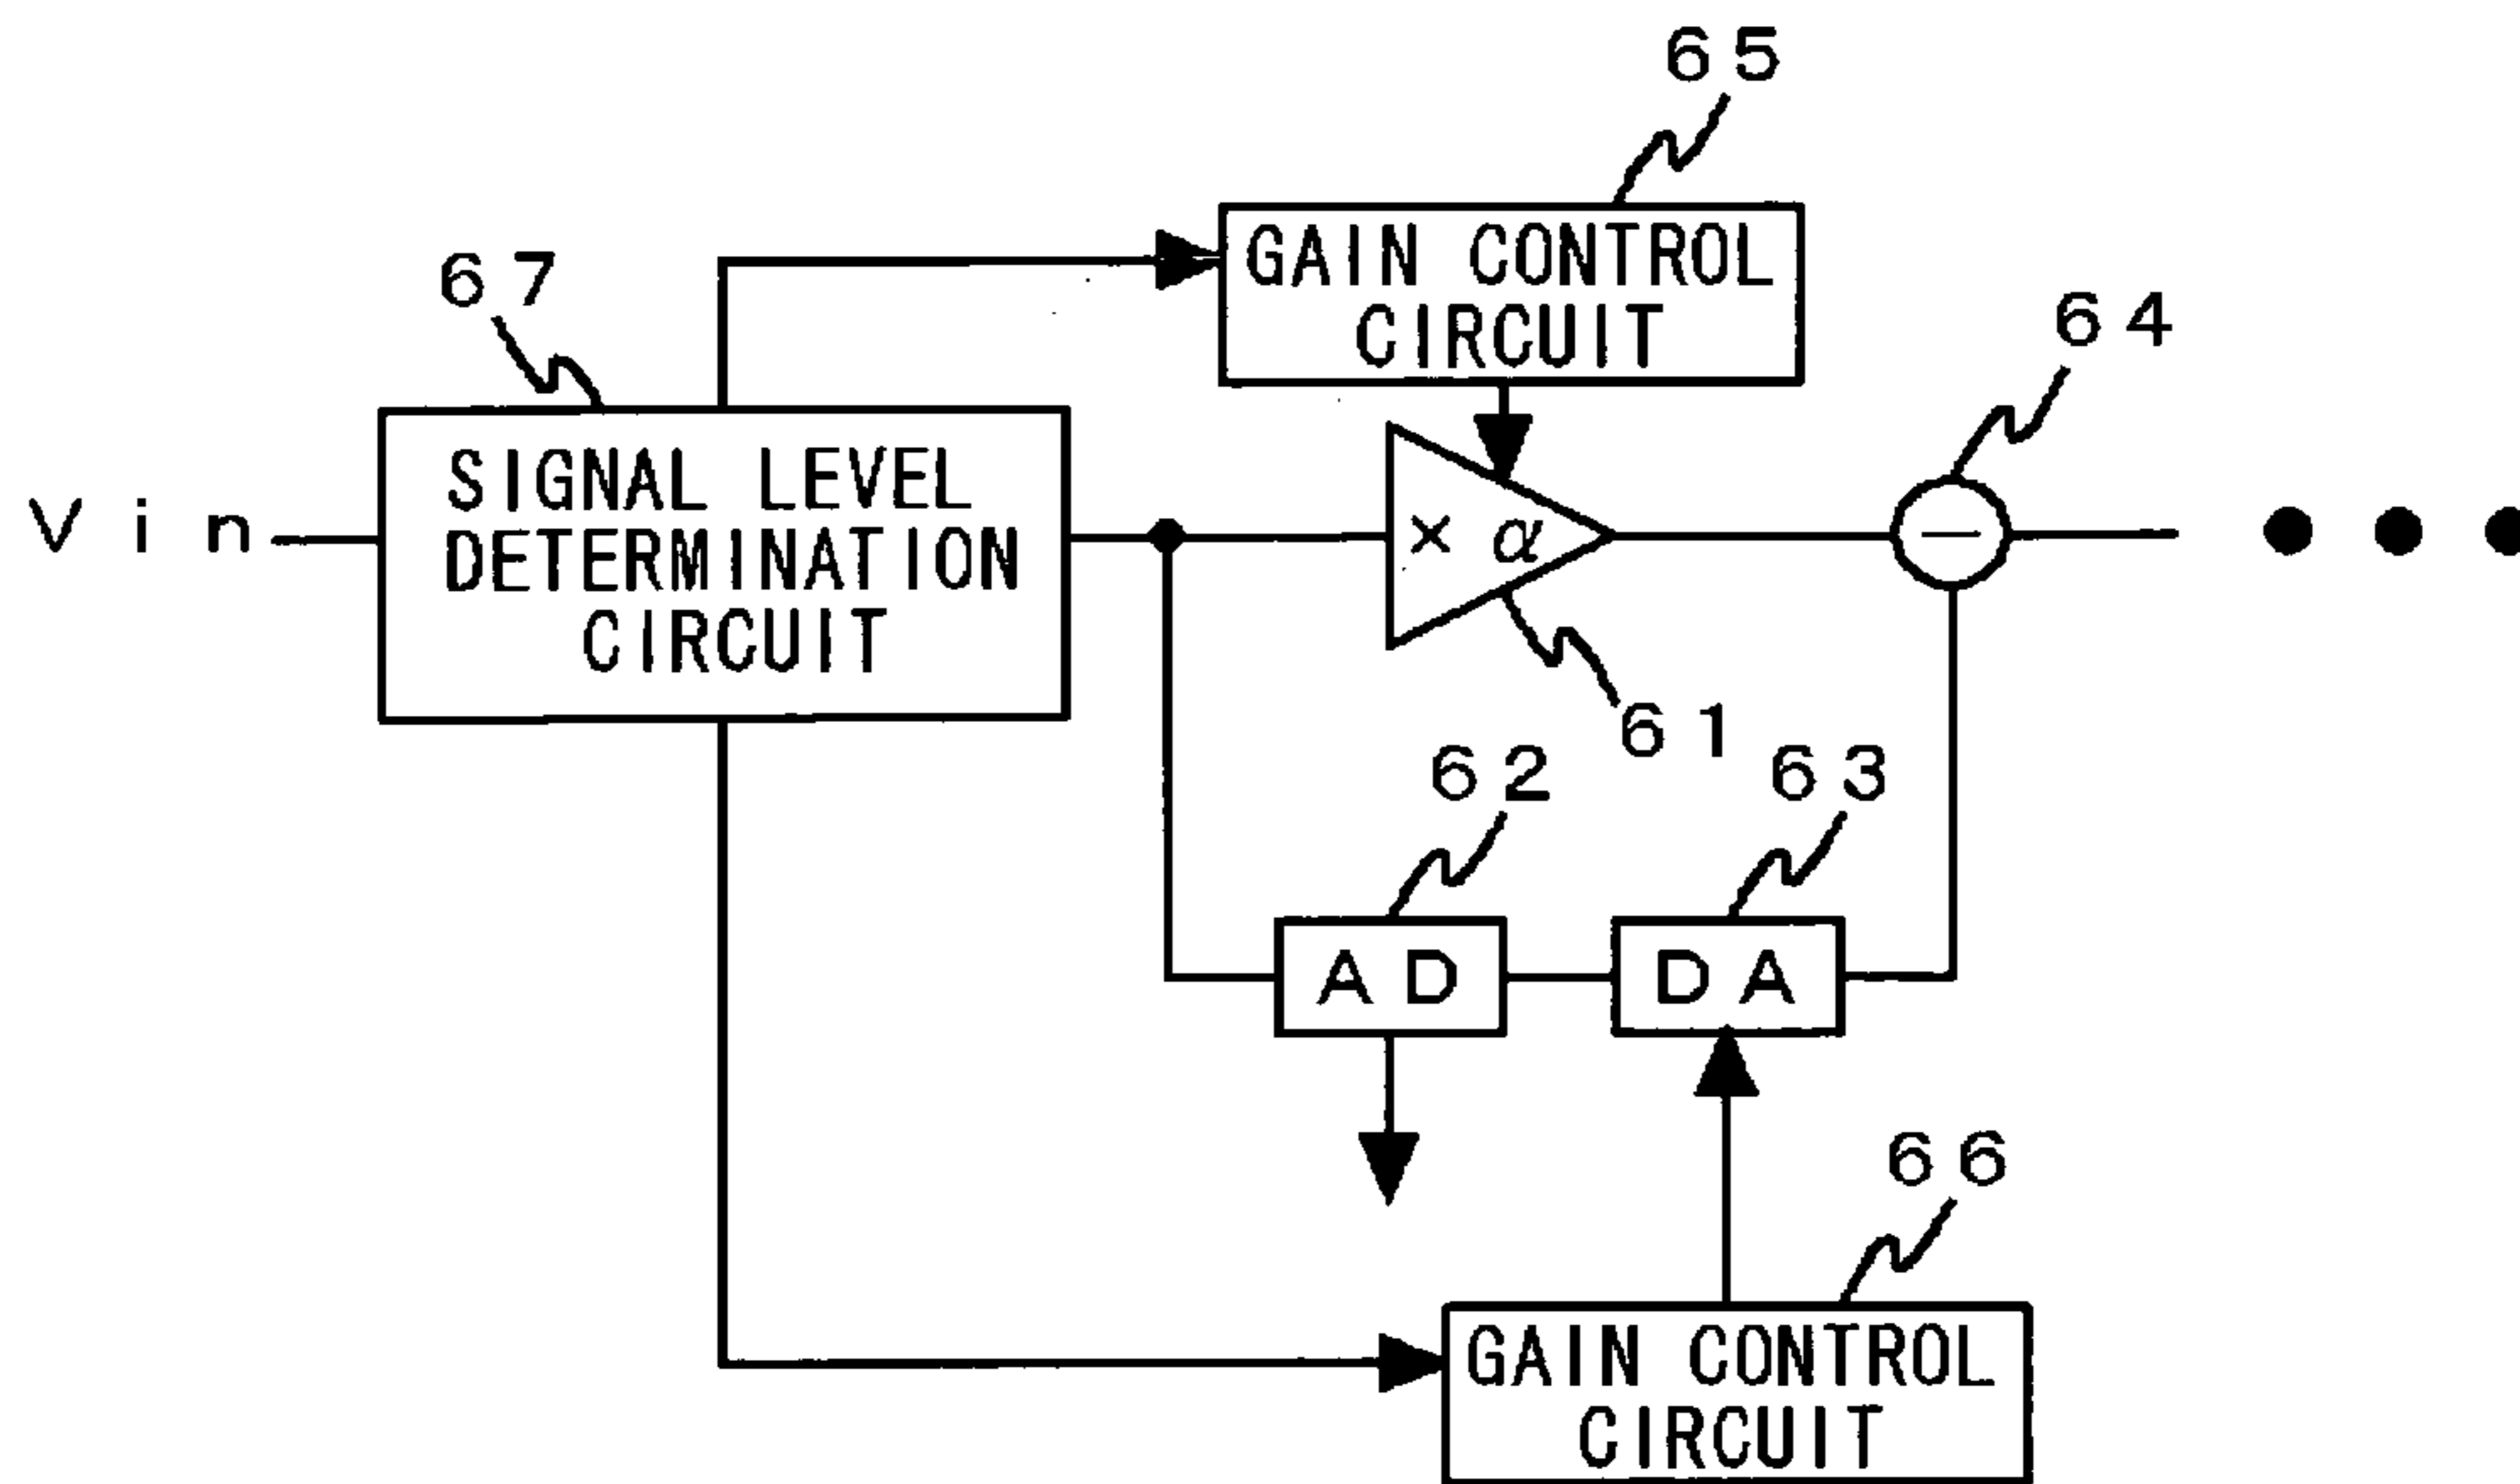 65
GAIN CONTROL
CIRCUIT
67
64
SIGNAL LEVEL
DETERMINATION
CIRCUIT
Vin
× α
−
61
62
63
AD
DA
66
GAIN CONTROL
CIRCUIT